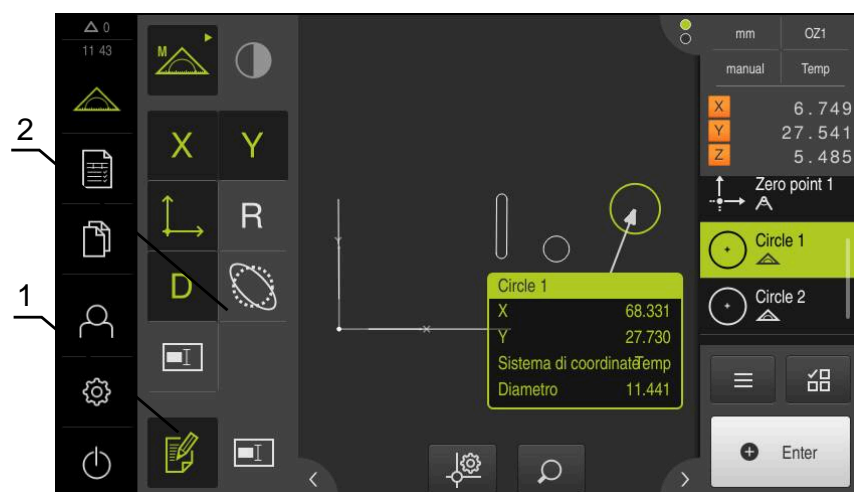 0
11 43
2
1
M
X Y
R
D
Y
X
Circle 1
X 68.331
Y 27.730
Sistema di coordinateTemp
Diametro 11.441
mm OZ1
manual Temp
X 6.749
Y 27.541
Z 5.485
Zero point 1
Circle 1
Circle 2
Enter